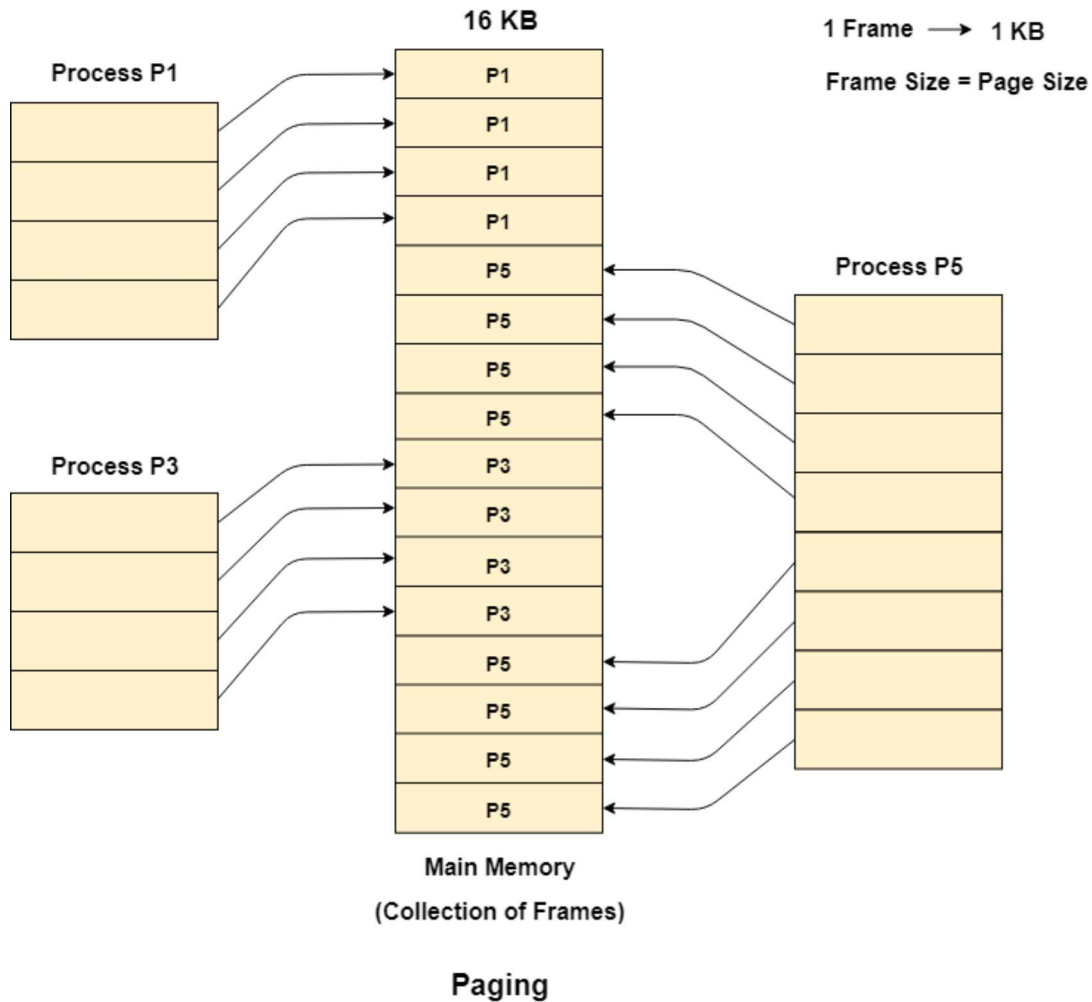 16 KB
1 Frame → 1 KB
Frame Size = Page Size
Process P1
P1
P1
P1
P1
P5
P5
P5
P5
P3
P3
P3
P3
P5
P5
P5
P5
Process P5
Process P3
Main Memory
(Collection of Frames)
Paging